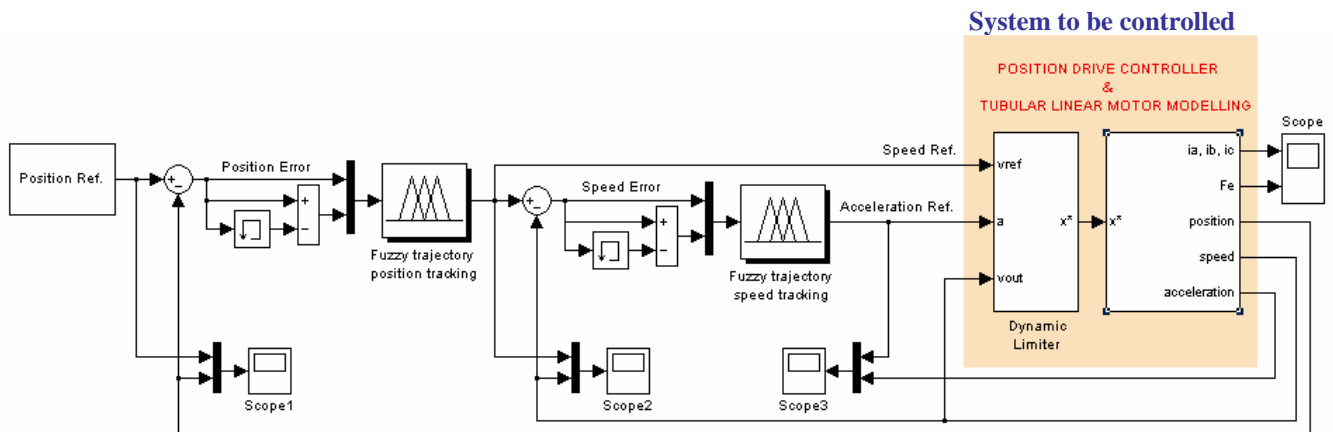 System to be controlled
POSITION DRIVE CONTROLLER
&
TUBULAR LINEAR MOTOR MODELLING
Scope
Position Ref.
Position Error
Fuzzy trajectory
position tracking
Speed Error
Fuzzy trajectory
speed tracking
Speed Ref.
Acceleration Ref.
vref
a
vout
x*
Dynamic
Limiter
x*
ia, ib, ic
Fe
position
speed
acceleration
Scope1
Scope2
Scope3
+
-
+
-
+
-
+
-